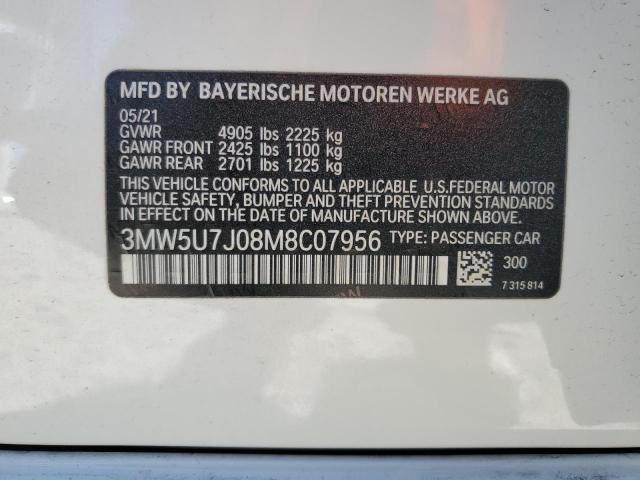 MFD BY BAYERISCHE MOTOREN WERKE AG
05/21
GVWR 4905 lbs 2225 kg
GAWR FRONT 2425 lbs 1100 kg
GAWR REAR 2701 lbs 1225 kg
THIS VEHICLE CONFORMS TO ALL APPLICABLE U.S.FEDERAL MOTOR
VEHICLE SAFETY, BUMPER AND THEFT PREVENTION STANDARDS
IN EFFECT ON THE DATE OF MANUFACTURE SHOWN ABOVE.
3MW5U7J08M8C07956 TYPE: PASSENGER CAR
300
7 315 814